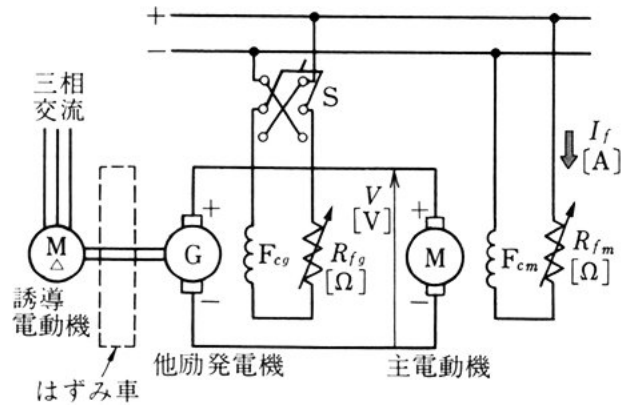 +
−
三相
交流
S
I_f
[A]
V
[V]
+
+
M
G
F_cg
R_fg
[Ω]
M
F_cm
R_fm
[Ω]
−
−
誘導
電動機
他励発電機
主電動機
はずみ車